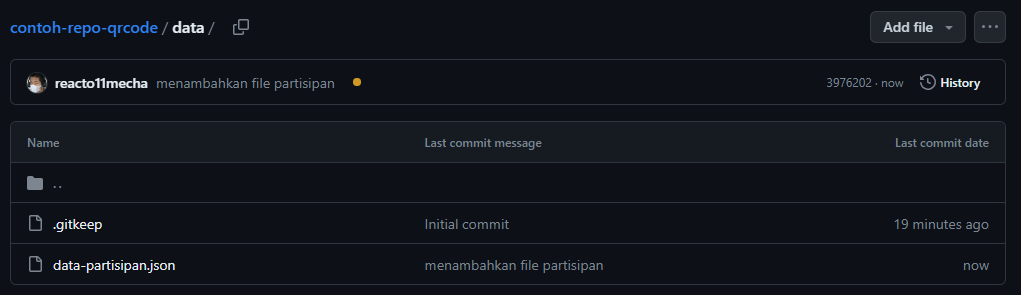 contoh-repo-qrcode / data /
Add file
reacto11mecha menambahkan file partisipan
3976202 · now
History
Name Last commit message Last commit date
..
.gitkeep Initial commit 19 minutes ago
data-partisipan.json menambahkan file partisipan now